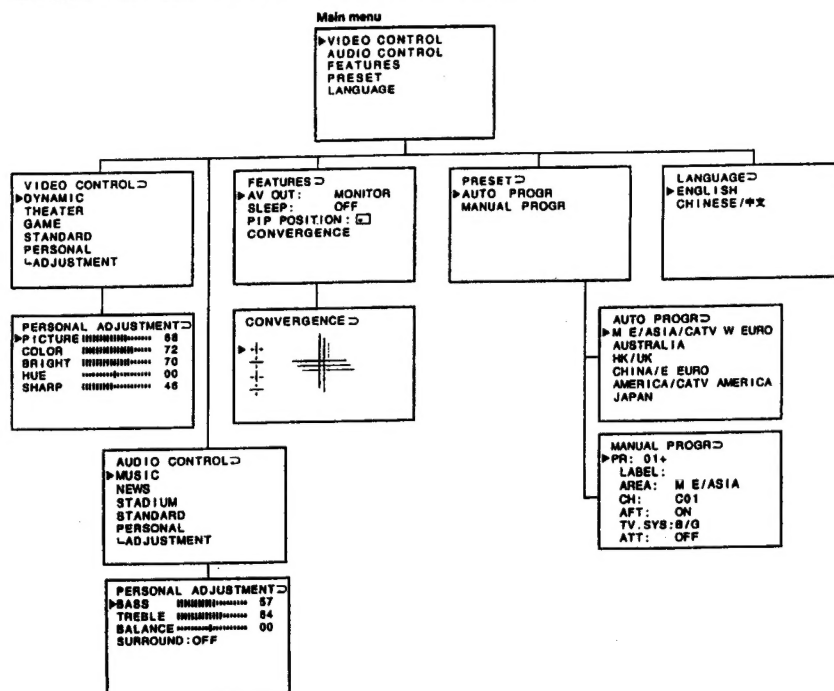 Main menu
▶VIDEO CONTROL
AUDIO CONTROL
FEATURES
PRESET
LANGUAGE
VIDEO CONTROL
▶DYNAMIC
THEATER
GAME
STANDARD
PERSONAL
ADJUSTMENT
FEATURES
▶AV OUT: MONITOR
SLEEP: OFF
PIP POSITION:
CONVERGENCE
PRESET
▶AUTO PROGR
MANUAL PROGR
LANGUAGE
▶ENGLISH
CHINESE/中文
PERSONAL ADJUSTMENT
▶PICTURE 68
COLOR 72
BRIGHT 70
HUE 00
SHARP 46
CONVERGENCE
AUTO PROGR
▶M E/ASIA/CATV W EURO
AUSTRALIA
HK/UK
CHINA/E EURO
AMERICA/CATV AMERICA
JAPAN
AUDIO CONTROL
▶MUSIC
NEWS
STADIUM
STANDARD
PERSONAL
ADJUSTMENT
MANUAL PROGR
▶PR: 01+
LABEL:
AREA: M E/ASIA
CH: C01
AFT: ON
TV.SYS:B/G
ATT: OFF
PERSONAL ADJUSTMENT
▶BASS 57
TREBLE 64
BALANCE 00
SURROUND:OFF